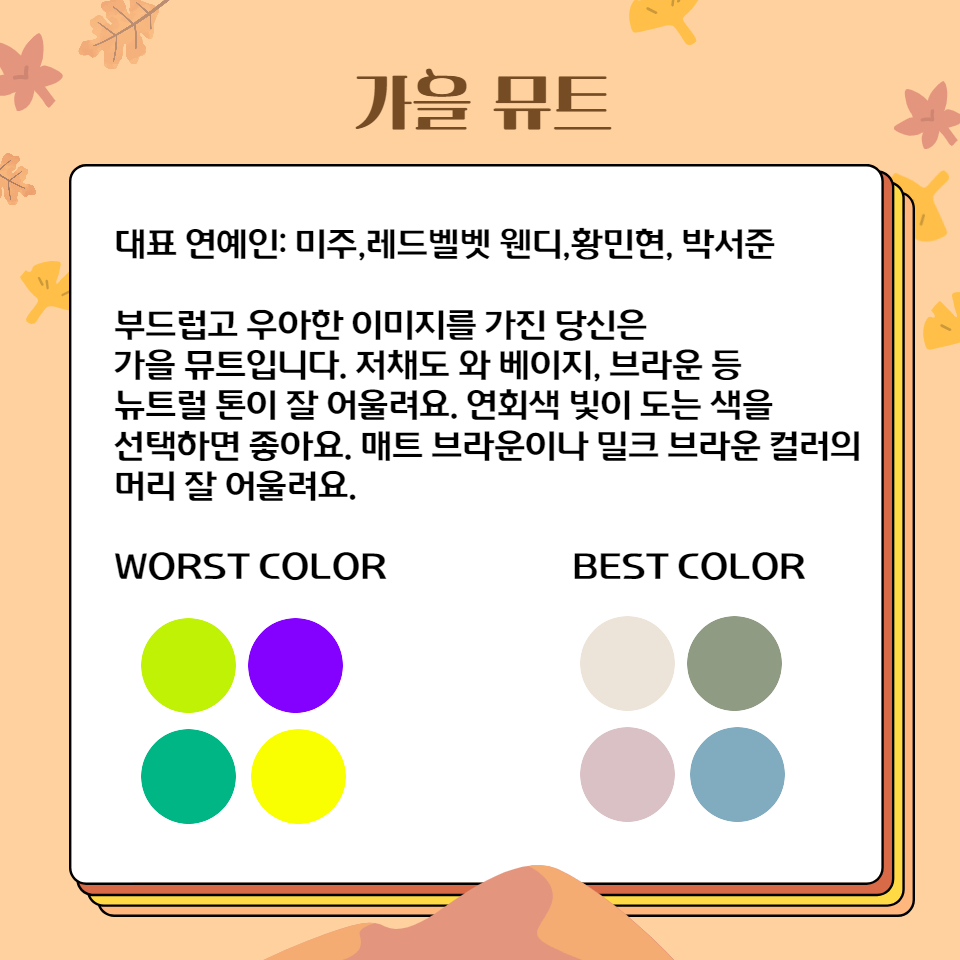 가을 뮤트
대표 연예인: 미주,레드벨벳 웬디,황민현, 박서준
부드럽고 우아한 이미지를 가진 당신은
가을 뮤트입니다. 저채도 와 베이지, 브라운 등
뉴트럴 톤이 잘 어울려요. 연회색 빛이 도는 색을
선택하면 좋아요. 매트 브라운이나 밀크 브라운 컬러의
머리 잘 어울려요.
WORST COLOR
BEST COLOR